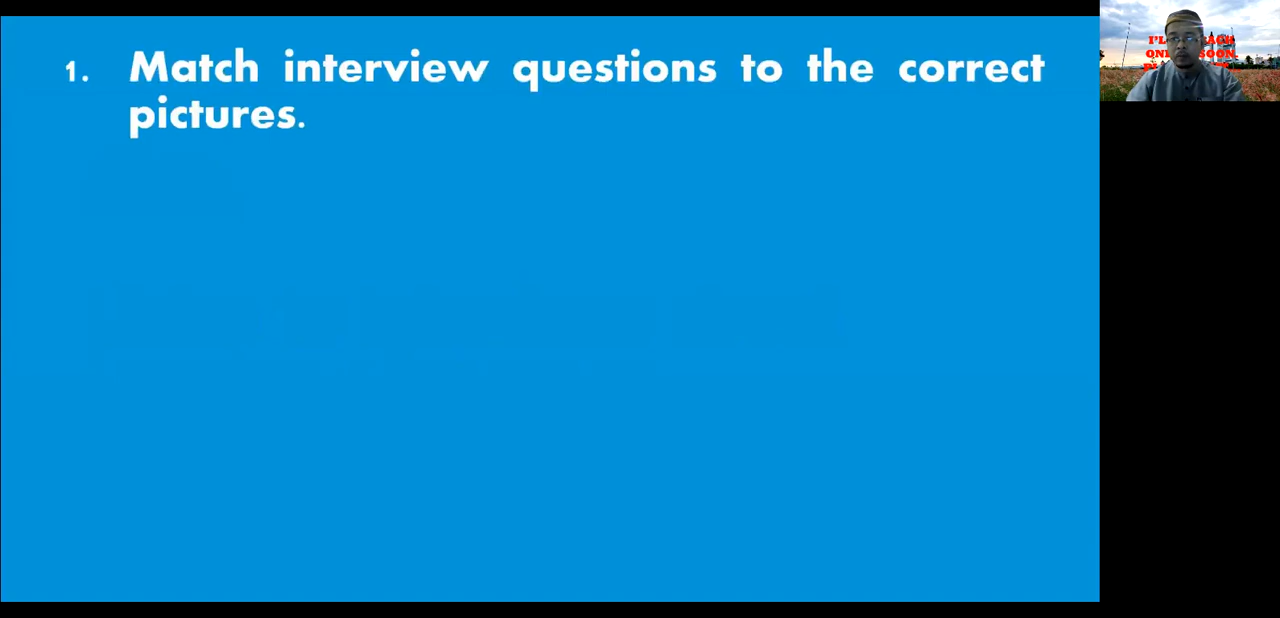 1. Match interview questions to the correct
pictures.